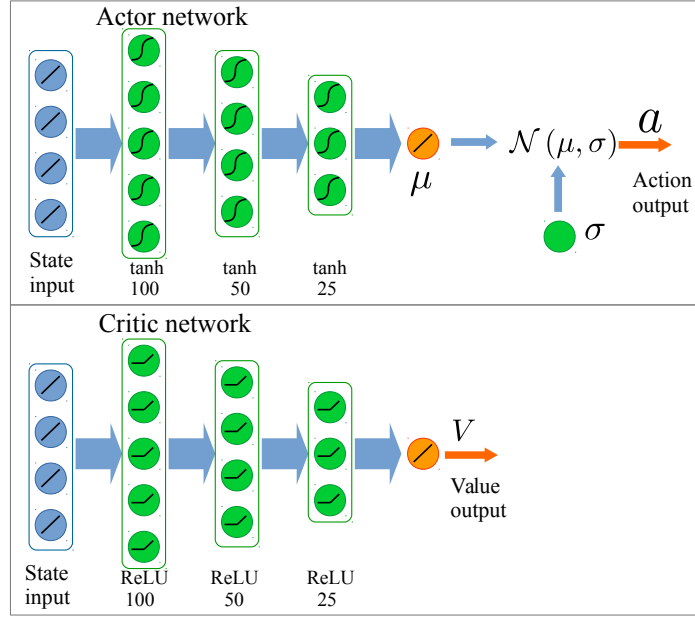 Actor network
𝒩 (μ, σ)
a
μ
σ
Action
output
State
input
tanh
100
tanh
50
tanh
25
Critic network
V
Value
output
State
input
ReLU
100
ReLU
50
ReLU
25